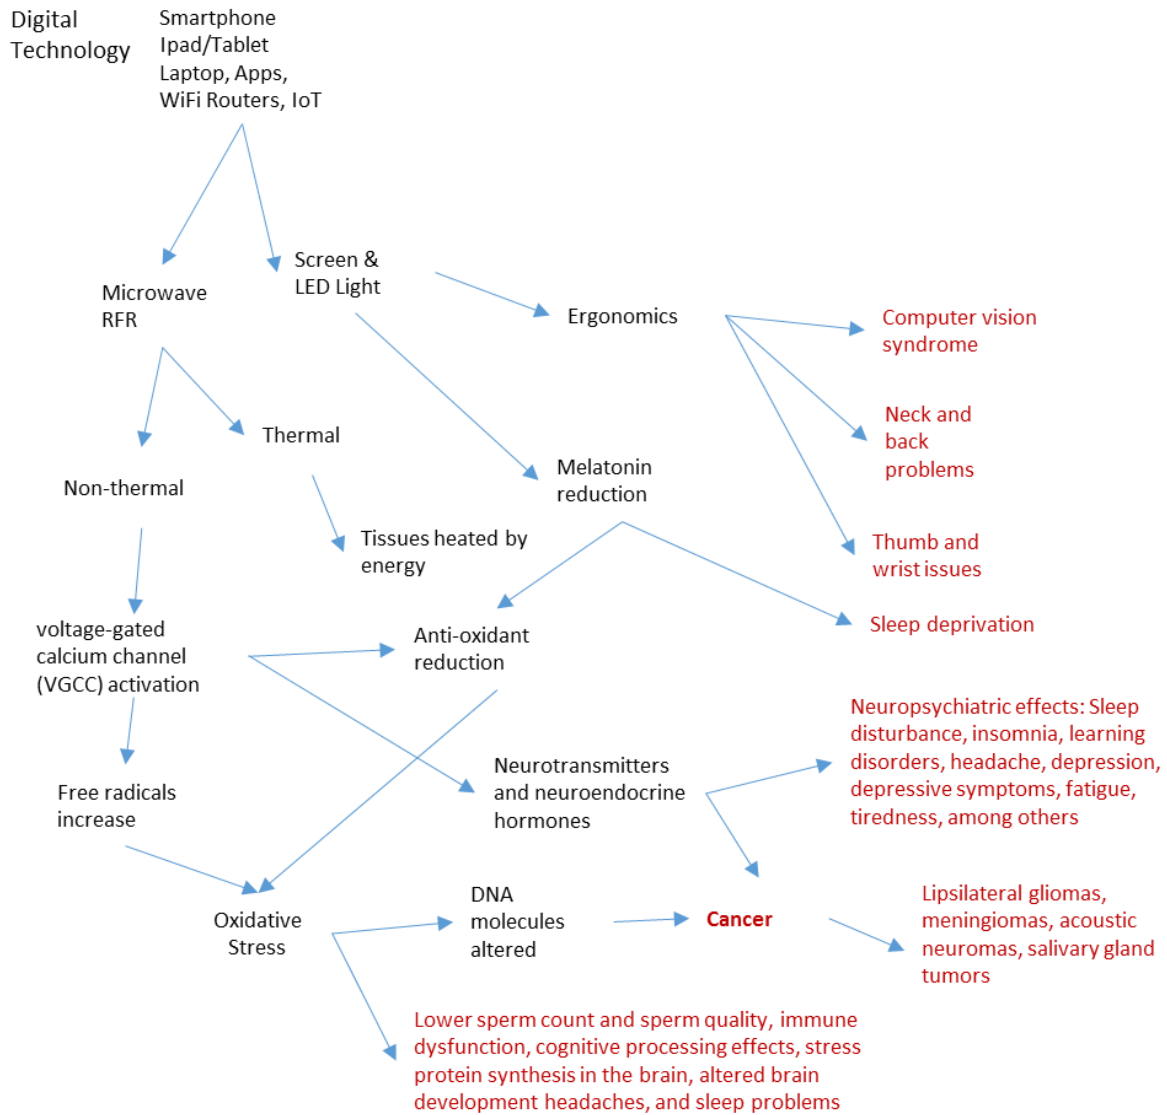 Digital
Technology
Smartphone
Ipad/Tablet
Laptop, Apps,
WiFi Routers, IoT
Screen &
LED Light
Microwave
RFR
Ergonomics
Computer vision
syndrome
Thermal
Neck and
back
problems
Non-thermal
Melatonin
reduction
Tissues heated by
energy
Thumb and
wrist issues
Sleep deprivation
voltage-gated
calcium channel
(VGCC) activation
Anti-oxidant
reduction
Neuropsychiatric effects: Sleep
disturbance, insomnia, learning
disorders, headache, depression,
depressive symptoms, fatigue,
tiredness, among others
Neurotransmitters
and neuroendocrine
hormones
Free radicals
increase
Oxidative
Stress
DNA
molecules
altered
Cancer
Lipsilateral gliomas,
meningiomas, acoustic
neuromas, salivary gland
tumors
Lower sperm count and sperm quality, immune
dysfunction, cognitive processing effects, stress
protein synthesis in the brain, altered brain
development headaches, and sleep problems